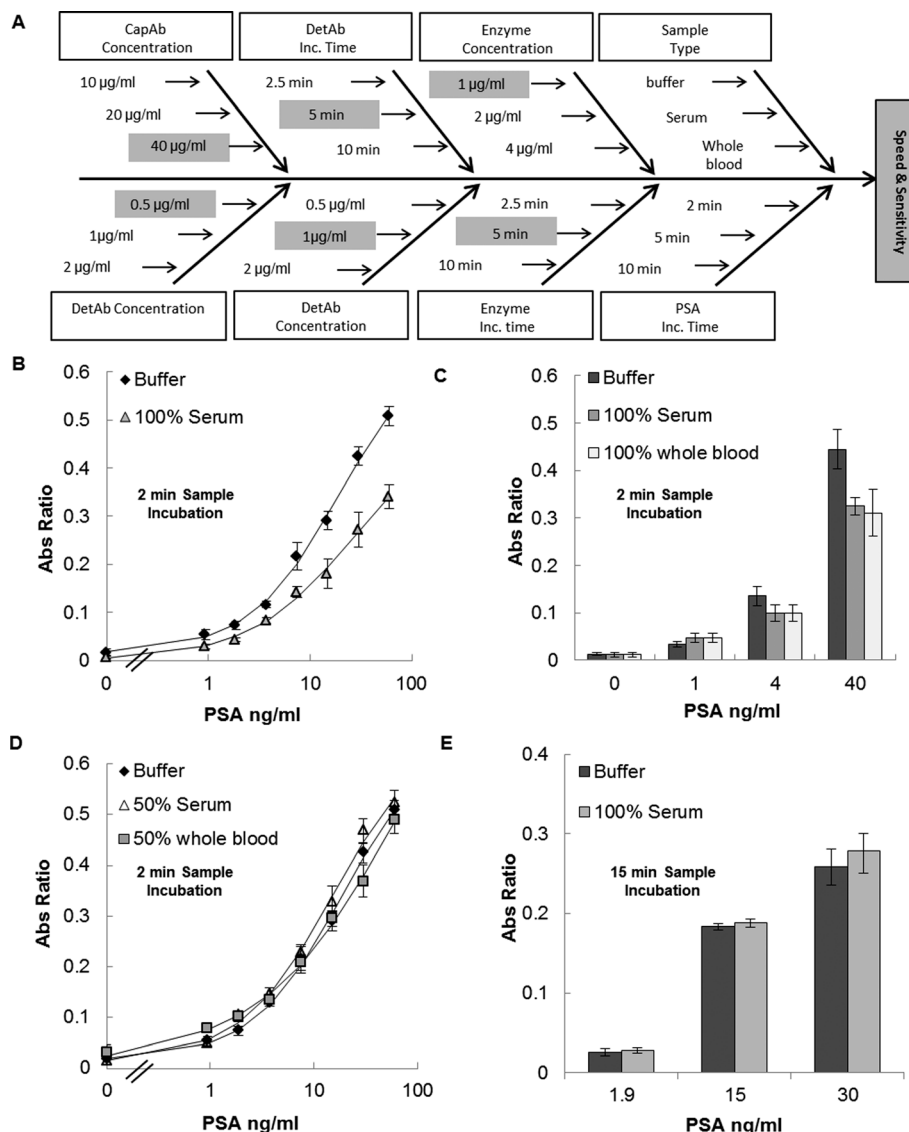 A
CapAb
Concentration
DetAb
Inc. Time
Enzyme
Concentration
Sample
Type
10 µg/ml
20 µg/ml
40 µg/ml
2.5 min
5 min
10 min
1 µg/ml
2 µg/ml
4 µg/ml
buffer
Serum
Whole
blood
Speed & Sensitivity
0.5 µg/ml
1µg/ml
2 µg/ml
0.5 µg/ml
1µg/ml
2 µg/ml
2.5 min
5 min
10 min
2 min
5 min
10 min
DetAb Concentration
DetAb
Concentration
Enzyme
Inc. time
PSA
Inc. Time
B
0.6
0.5
0.4
0.3
0.2
0.1
0
Abs Ratio
Buffer
100% Serum
2 min Sample
Incubation
0
1
10
100
PSA ng/ml
C
0.6
0.5
0.4
0.3
0.2
0.1
0
Abs Ratio
Buffer
100% Serum
100% whole blood
2 min Sample
Incubation
0
1
4
40
PSA ng/ml
D
0.6
0.5
0.4
0.3
0.2
0.1
0
Abs Ratio
Buffer
50% Serum
50% whole blood
2 min Sample
Incubation
0
1
10
100
PSA ng/ml
E
0.4
0.3
0.2
0.1
0
Abs Ratio
Buffer
100% Serum
15 min Sample
Incubation
1.9
15
30
PSA ng/ml